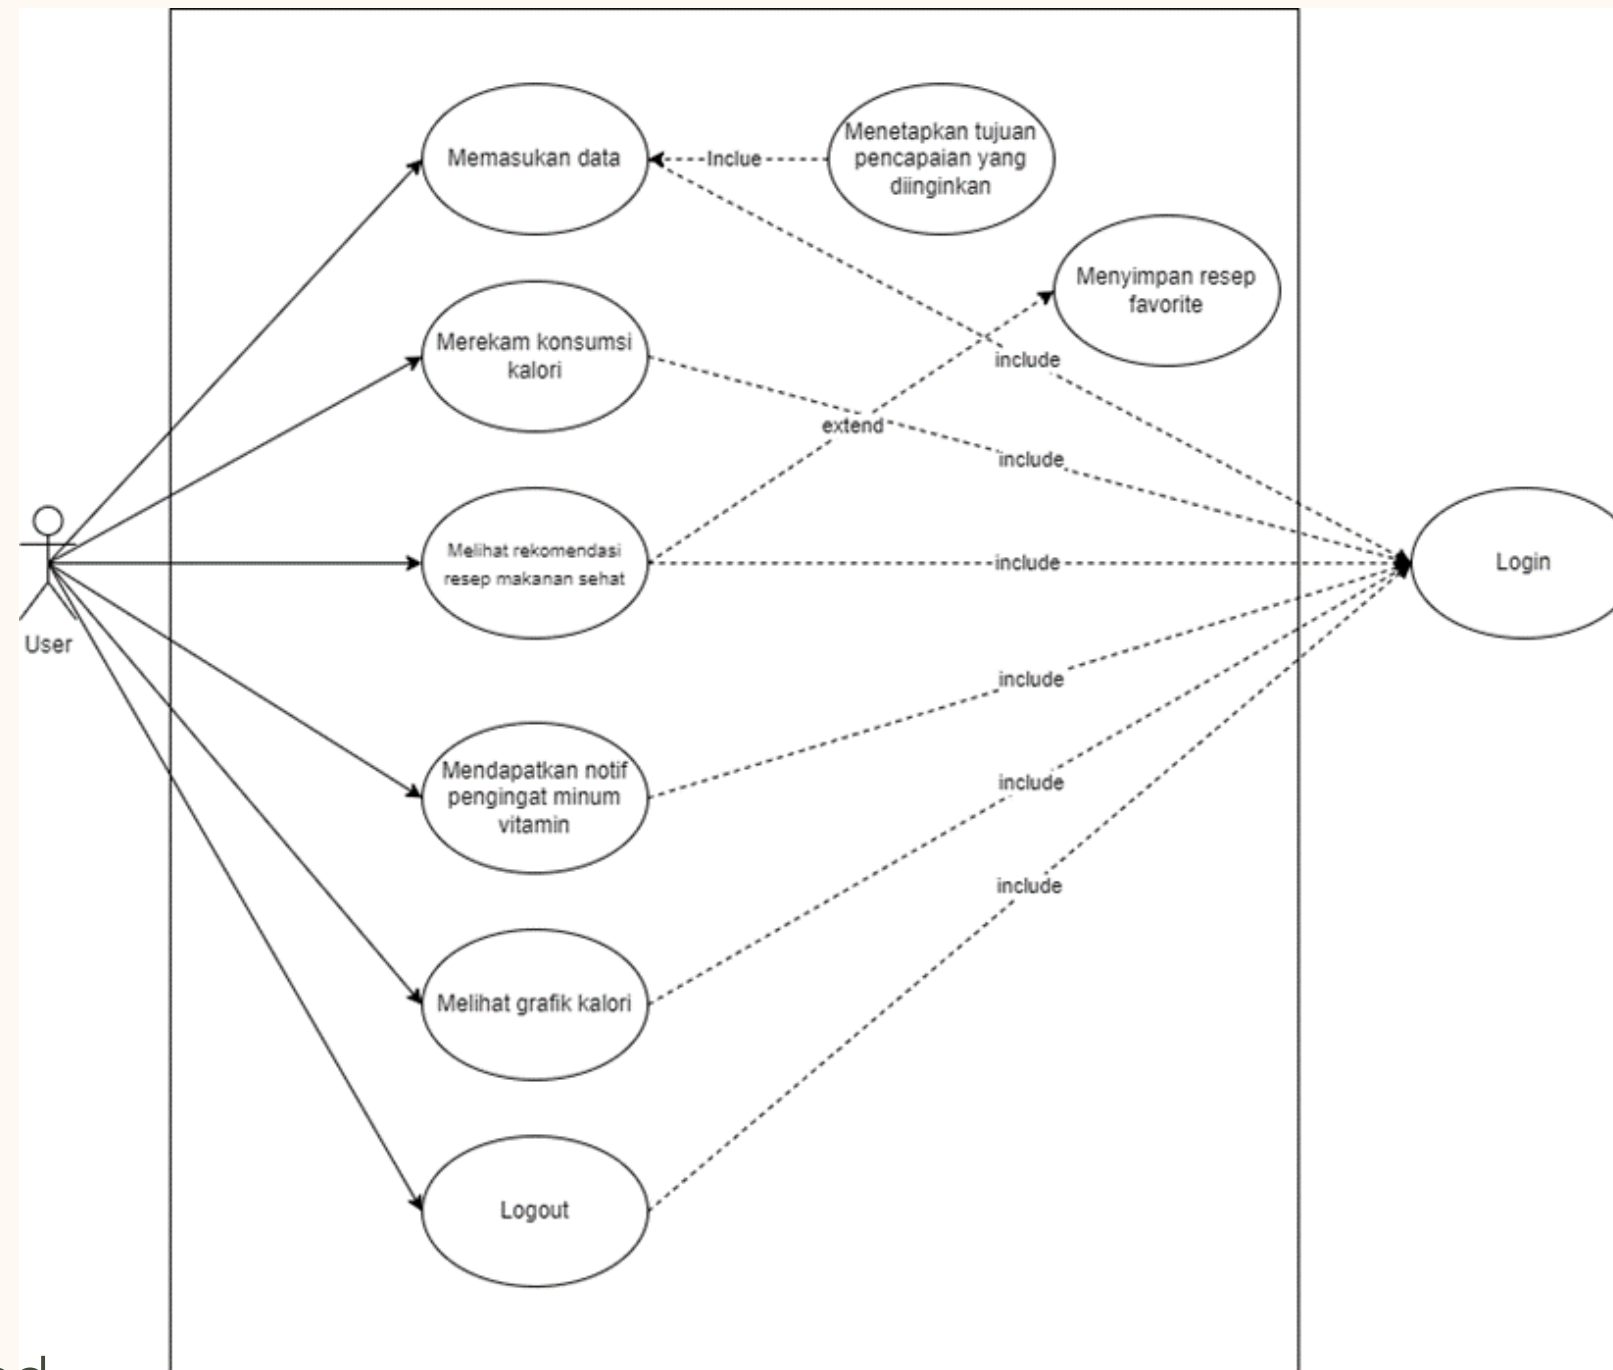 Memasukan data
Inclue
Menetapkan tujuan
pencapaian yang
diinginkan
Menyimpan resep
favorite
Merekam konsumsi
kalori
include
extend
include
Melihat rekomendasi
resep makanan sehat
include
Login
User
include
Mendapatkan notif
pengingat minum
vitamin
include
include
Melihat grafik kalori
Logout